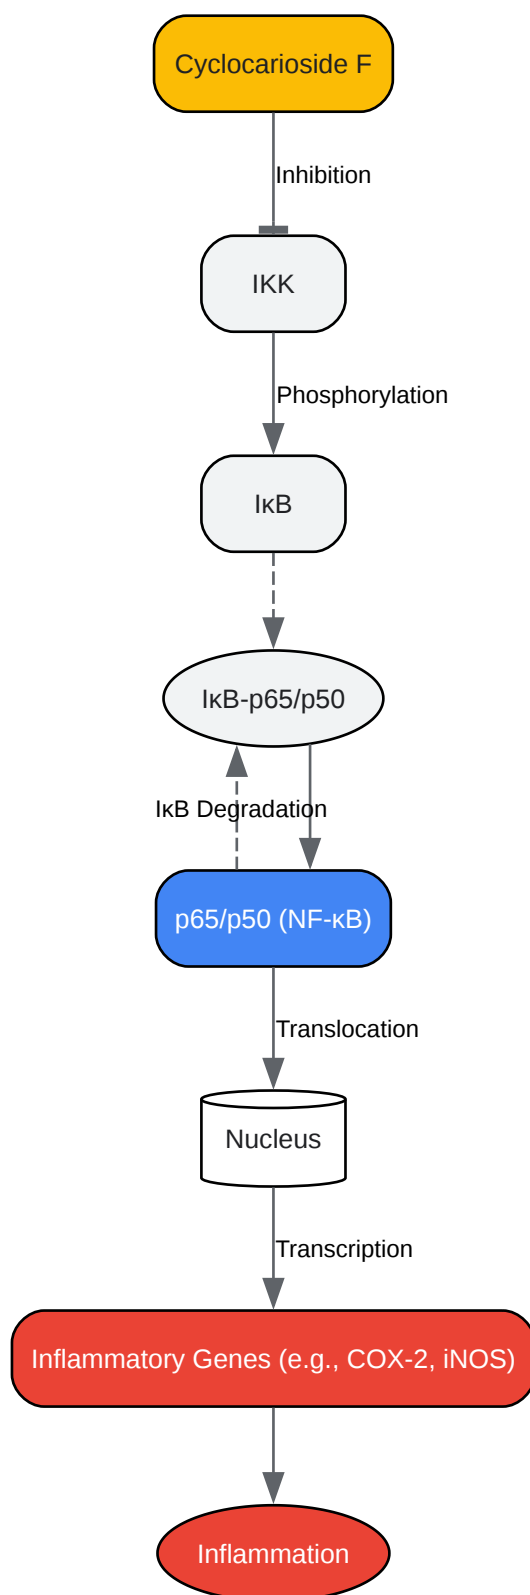 Cyclocarioside F
Inhibition
IKK
Phosphorylation
IκB
IκB-p65/p50
IκB Degradation
p65/p50 (NF-κB)
Translocation
Nucleus
Transcription
Inflammatory Genes (e.g., COX-2, iNOS)
Inflammation